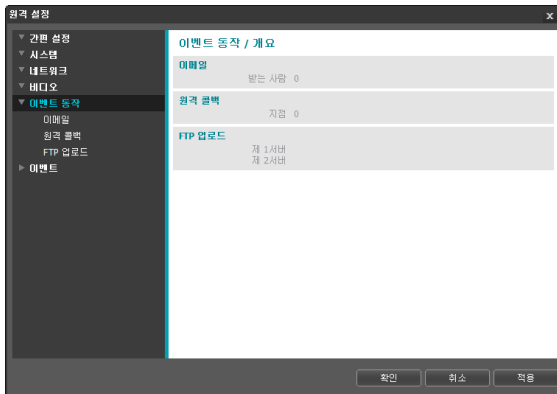 원격 설정
x
간편 설정
시스템
네트워크
비디오
이벤트 동작
이메일
원격 콜백
FTP 업로드
이벤트
이벤트 동작 / 개요
이메일
받는 사람 0
원격 콜백
지점 0
FTP 업로드
제 1서버
제 2서버
확인
취소
적용